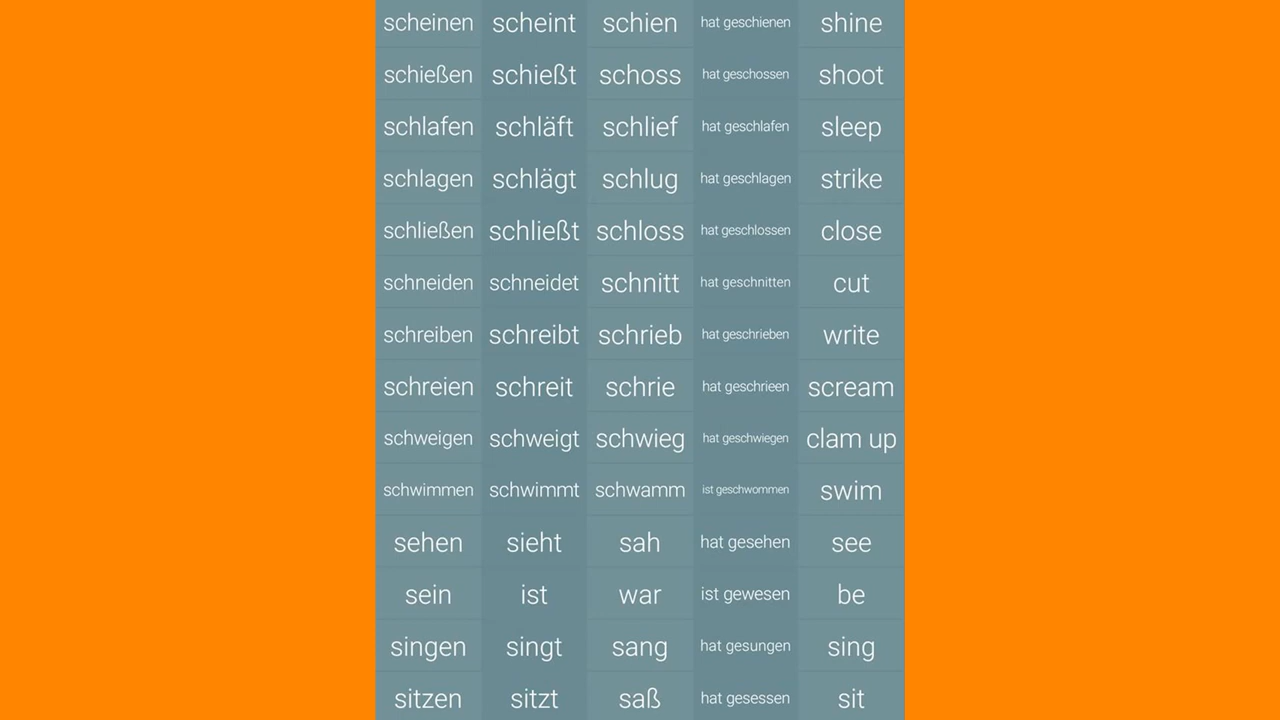 scheinen scheint schien hat geschienen shine
schießen schießt schoss hat geschossen shoot
schlafen schläft schlief hat geschlafen sleep
schlagen schlägt schlug hat geschlagen strike
schließen schließt schloss hat geschlossen close
schneiden schneidet schnitt hat geschnitten cut
schreiben schreibt schrieb hat geschrieben write
schreien schreit schrie hat geschrieen scream
schweigen schweigt schwieg hat geschwiegen clam up
schwimmen schwimmt schwamm ist geschwommen swim
sehen sieht sah hat gesehen see
sein ist war ist gewesen be
singen singt sang hat gesungen sing
sitzen sitzt saß hat gesessen sit